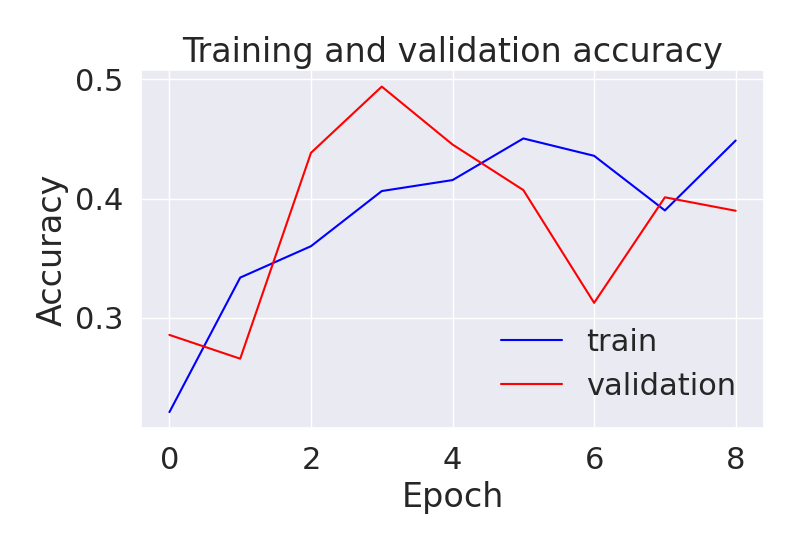 Training and validation accuracy
0.5
0.4
0.3
Accuracy
train
validation
0 2 4 6 8
Epoch